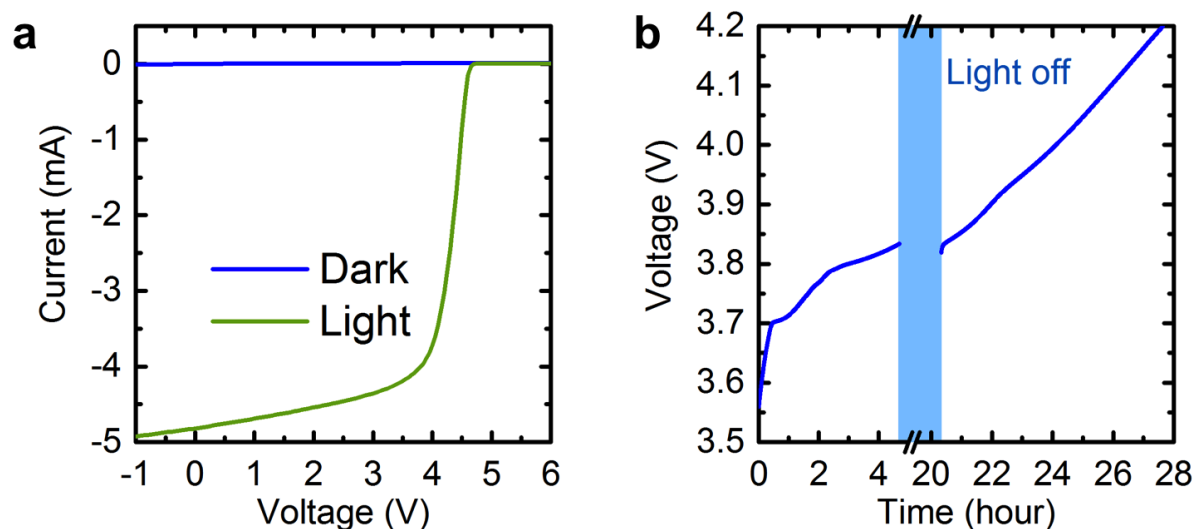 a
0
-1
-2
-3
-4
-5
Current (mA)
Dark
Light
-1 0 1 2 3 4 5 6
Voltage (V)
b
4.2
4.1
4.0
3.9
3.8
3.7
3.6
3.5
Voltage (V)
Light off
0 2 4 20 22 24 26 28
Time (hour)